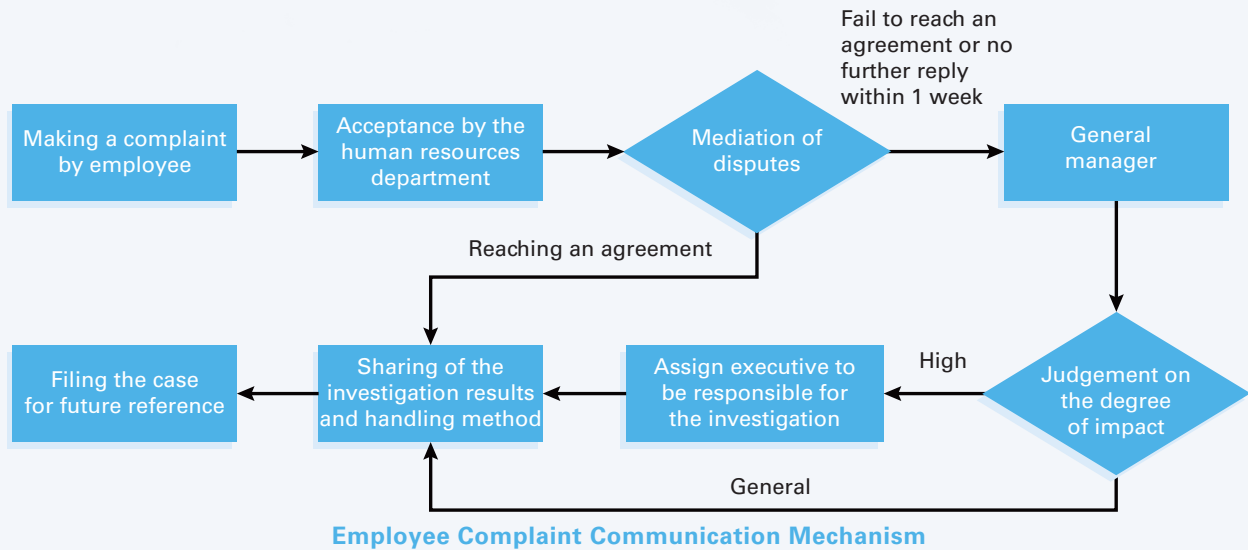 Fail to reach an
agreement or no
further reply
within 1 week
Making a complaint
by employee
Acceptance by the
human resources
department
Mediation of
disputes
General
manager
Reaching an agreement
Filing the case
for future reference
Sharing of the
investigation results
and handling method
Assign executive to
be responsible for
the investigation
High
Judgement on
the degree
of impact
General
Employee Complaint Communication Mechanism